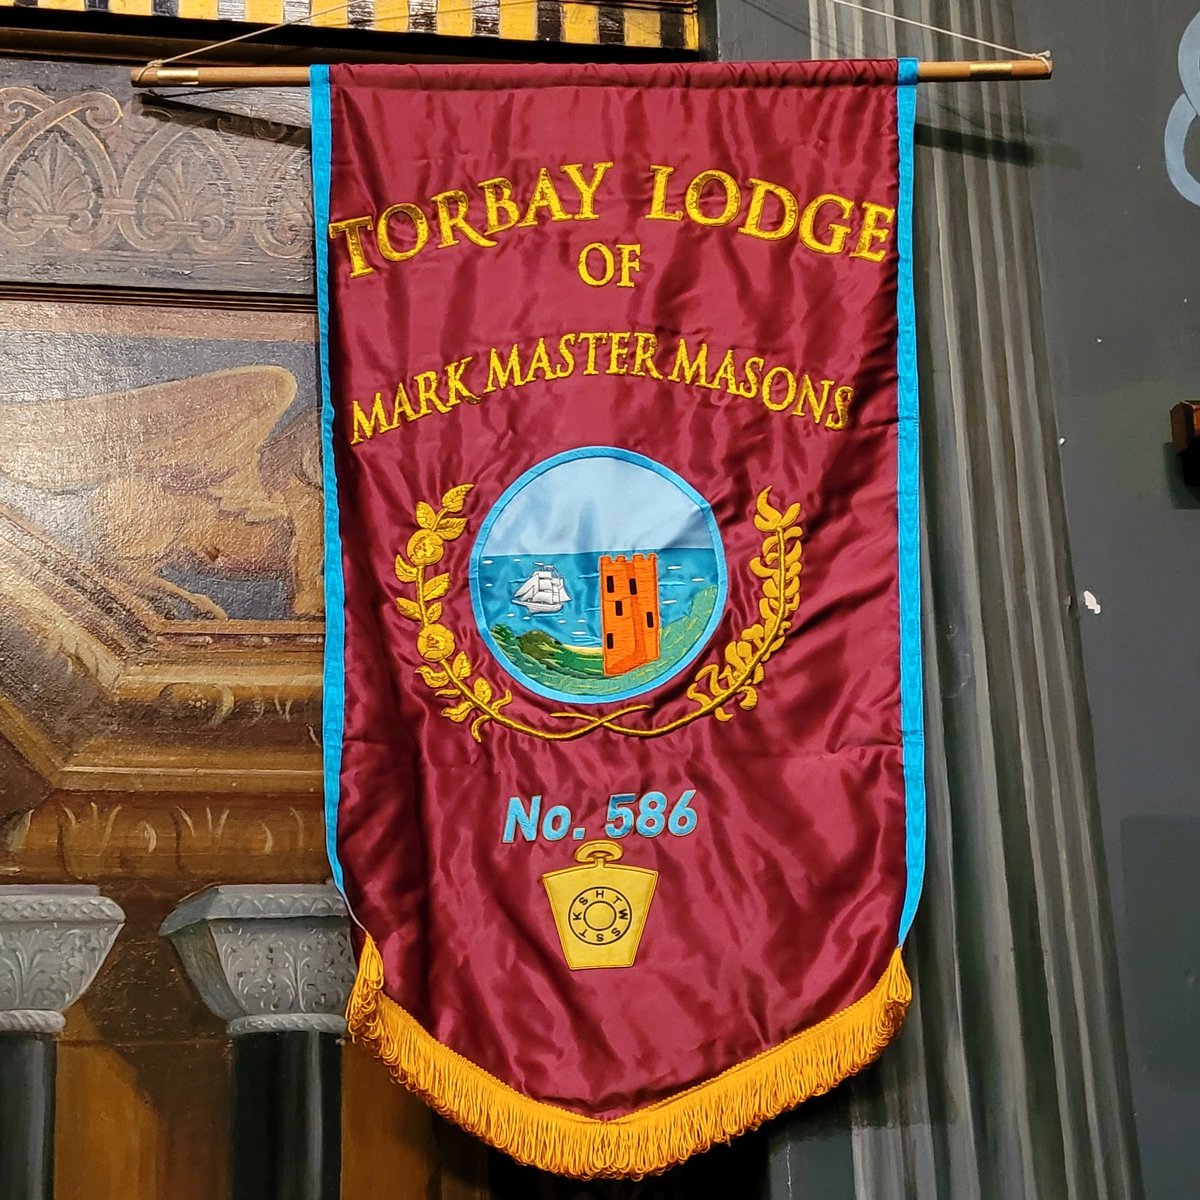 TORBAY LODGE
OF
MARK MASTER MASONS
No. 586
HTWSSTKS